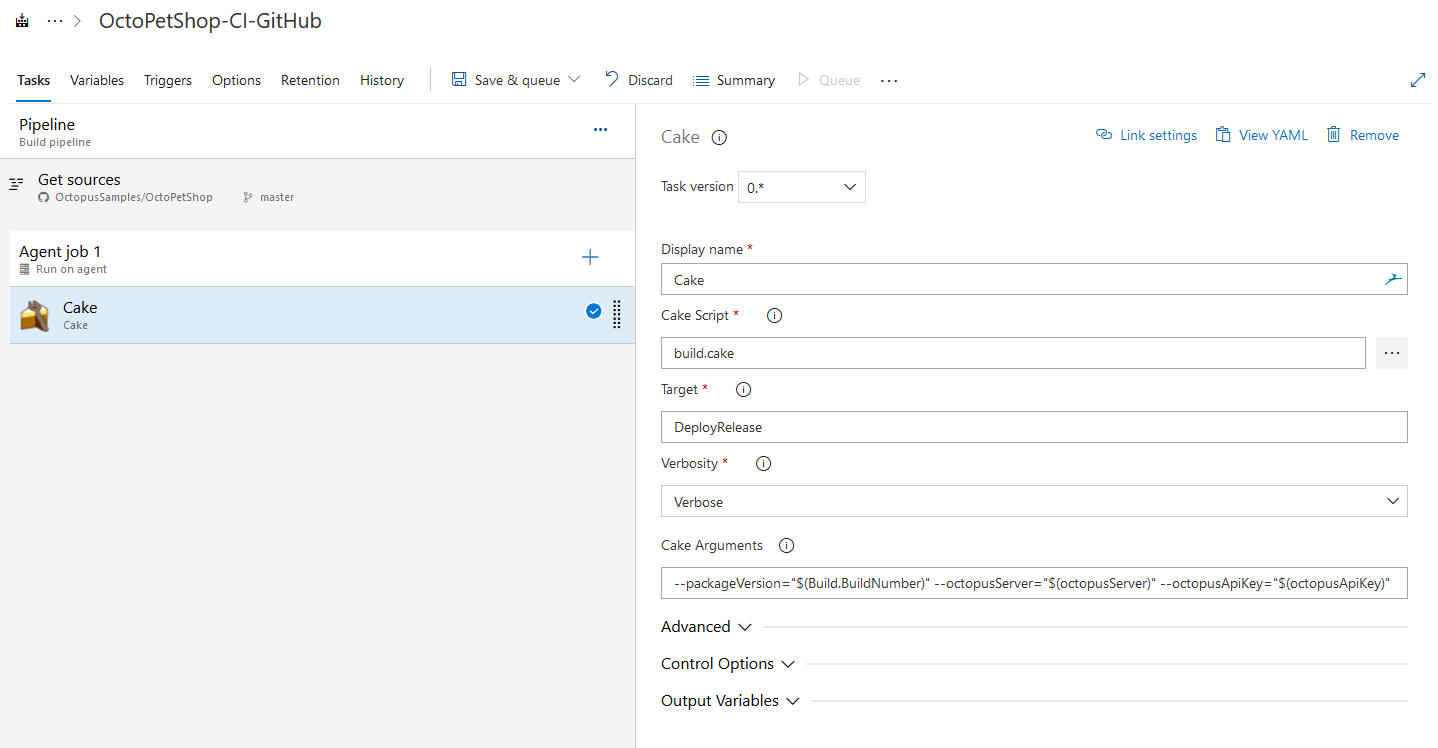 ··· > OctoPetShop-CI-GitHub
Tasks Variables Triggers Options Retention History Save & queue Discard Summary Queue ···
Pipeline
Build pipeline
Get sources
OctopusSamples/OctoPetShop master
Agent job 1
Run on agent
Cake
Cake
Cake Link settings View YAML Remove
Task version 0.*
Display name *
Cake
Cake Script *
build.cake
Target *
DeployRelease
Verbosity *
Verbose
Cake Arguments
--packageVersion="$(Build.BuildNumber)" --octopusServer="$(octopusServer)" --octopusApiKey="$(octopusApiKey)"
Advanced
Control Options
Output Variables